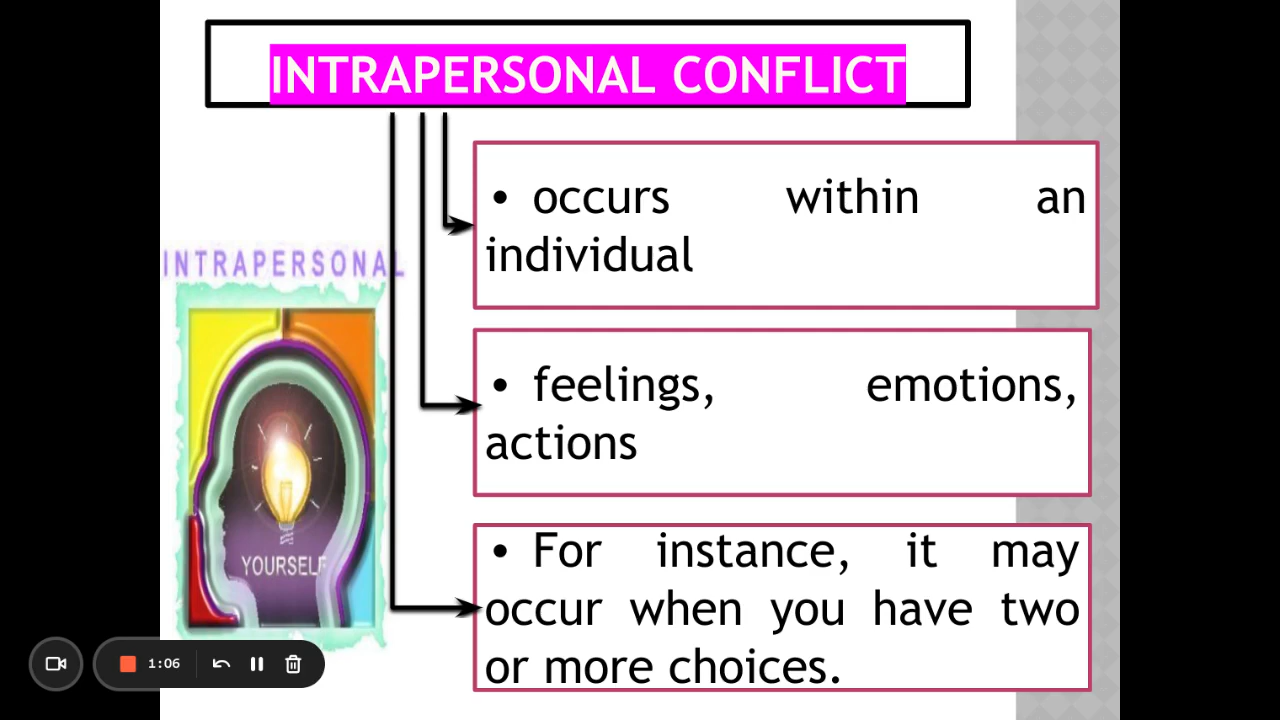 INTRAPERSONAL CONFLICT
• occurs within an
individual
INTRAPERSONAL
• feelings, emotions,
actions
YOURSELF
• For instance, it may
occur when you have two
or more choices.
1:06